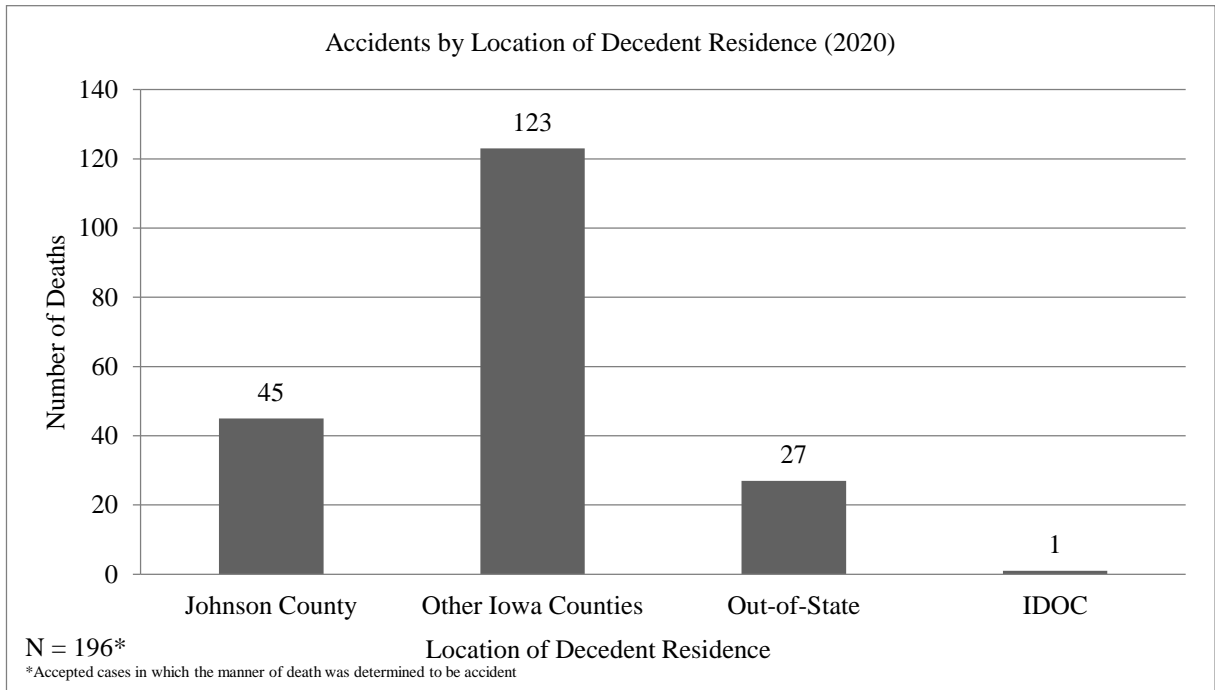 Accidents by Location of Decedent Residence (2020)
Number of Deaths
140
120
100
80
60
40
20
0
45
123
27
1
Johnson County
Other Iowa Counties
Out-of-State
IDOC
Location of Decedent Residence
N = 196*
*Accepted cases in which the manner of death was determined to be accident